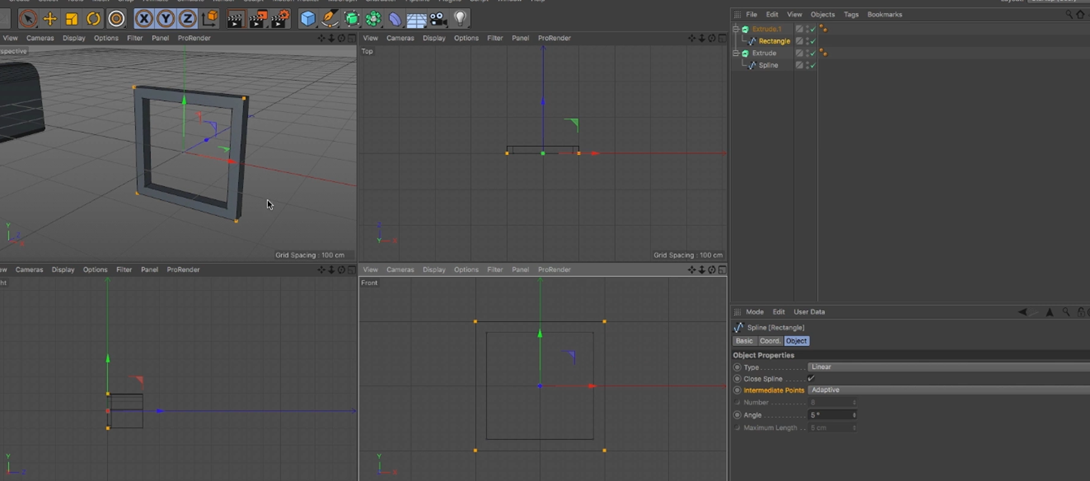 X Y Z
View Cameras Display Options Filter Panel ProRender
spective
Grid Spacing : 100 cm
View Cameras Display Options Filter Panel ProRender
Top
Grid Spacing : 100 cm
ew Cameras Display Options Filter Panel ProRender
ht
View Cameras Display Options Filter Panel ProRender
Front
File Edit View Objects Tags Bookmarks
Extrude.1
Rectangle
Extrude
Spline
Mode Edit User Data
Spline [Rectangle]
Basic Coord. Object
Object Properties
Type Linear
Close Spline
Intermediate Points Adaptive
Number 8
Angle 5 °
Maximum Length 5 cm